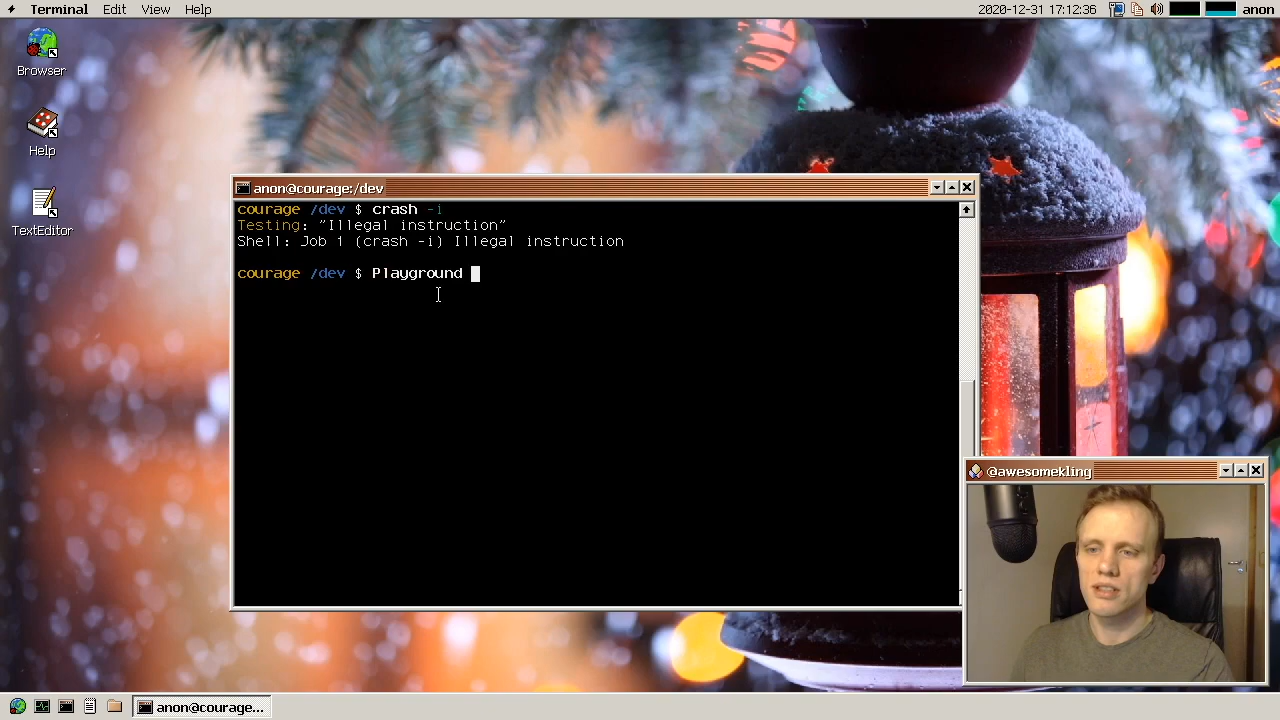 Terminal Edit View Help 2020-12-31 17:12:36 anon
Browser
Help
TextEditor
anon@courage:/dev
courage /dev $ crash -i
Testing: "Illegal instruction"
Shell: Job 1 (crash -i) Illegal instruction
courage /dev $ Playground
@awesomekling
anon@courage...